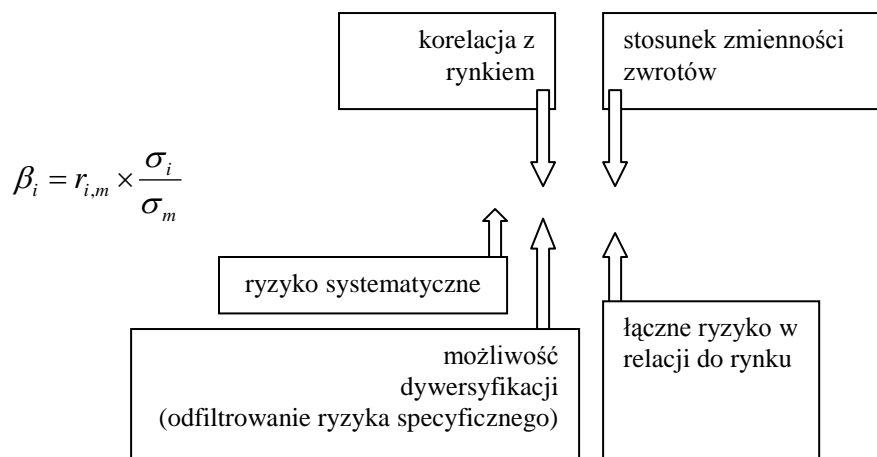 korelacja z
rynkiem
stosunek zmienności
zwrotów
β_i = r_{i,m} × σ_i / σ_m
ryzyko systematyczne
możliwość
dywersyfikacji
(odfiltrowanie ryzyka specyficznego)
łączne ryzyko w
relacji do rynku